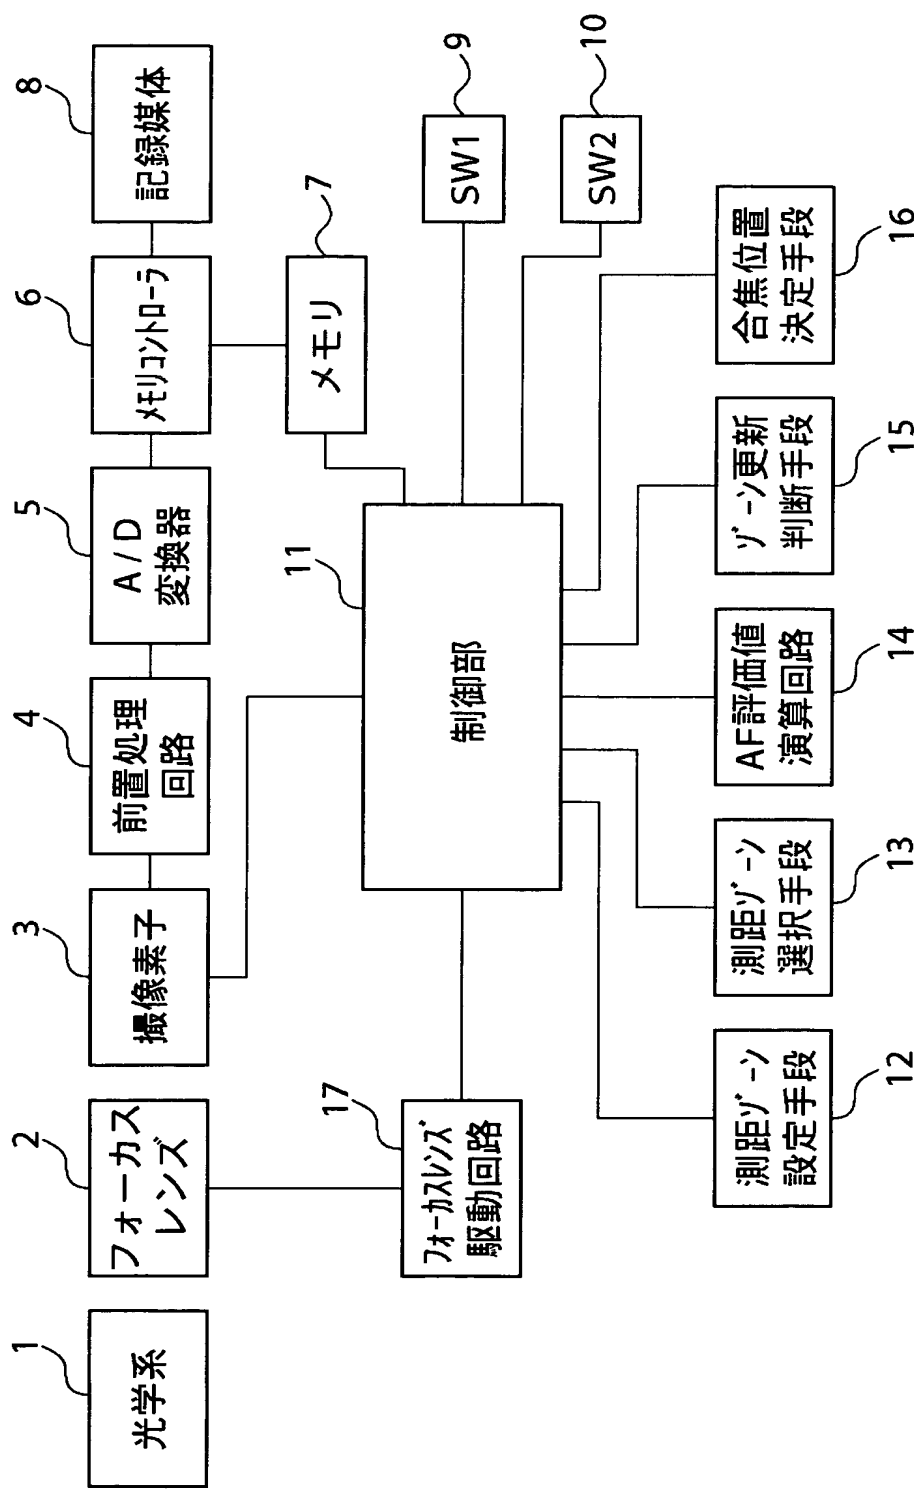 1
光学系
2
フォーカス
レンズ
3
撮像素子
4
前置処理
回路
5
A/D
変換器
6
メモリコントローラ
8
記録媒体
7
メモリ
17
フォーカスレンズ
駆動回路
11
制御部
9
SW1
10
SW2
測距ゾーン
設定手段
12
測距ゾーン
選択手段
13
AF評価値
演算回路
14
ゾーン更新
判断手段
15
合焦位置
決定手段
16